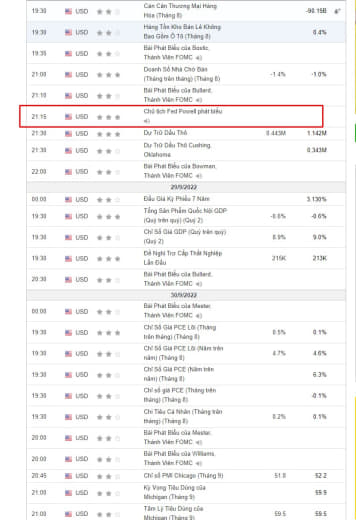 19:30 USD Cán Cân Thương Mại Hàng -90.15B
Hóa (Tháng 8)
19:30 USD Hàng Tồn Kho Bán Lẻ Không 0.4%
Bao Gồm Ô Tô (Tháng 8)
19:35 USD Bài Phát Biểu của Bostic,
Thành Viên FOMC
21:00 USD Doanh Số Nhà Chờ Bán -1.4% -1.0%
(Tháng trên tháng) (Tháng 8)
21:10 USD Bài Phát Biểu của Bullard,
Thành Viên FOMC
21:15 USD Chủ tịch Fed Powell phát biểu
21:30 USD Dự Trữ Dầu Thô 0.443M 1.142M
21:30 USD Dự Trữ Dầu Thô Cushing, 0.343M
Oklahoma
22:00 USD Bài Phát Biểu của Bowman,
Thành Viên FOMC
29/9/2022
00:00 USD Đấu Giá Kỳ Phiếu 7 Năm 3.130%
19:30 USD Tổng Sản Phẩm Quốc Nội GDP -0.6% -0.6%
(Quý trên quý) (Quý 2)
19:30 USD Chỉ Số Giá GDP (Quý trên quý) 8.9% 9.0%
(Quý 2)
19:30 USD Đề Nghị Trợ Cấp Thất Nghiệp 215K 213K
Lần Đầu
20:30 USD Bài Phát Biểu của Bullard,
Thành Viên FOMC
30/9/2022
00:00 USD Bài Phát Biểu của Mester,
Thành Viên FOMC
19:30 USD Chỉ Số Giá PCE Lõi (Tháng 0.5% 0.1%
trên tháng) (Tháng 8)
19:30 USD Chỉ Số Giá PCE Lõi (Năm trên 4.7% 4.6%
năm) (Tháng 8)
19:30 USD Chỉ Số Giá PCE (Năm trên 6.3%
năm) (Tháng 8)
19:30 USD Chỉ số giá PCE (Tháng trên -0.1%
tháng) (Tháng 8)
19:30 USD Chi Tiêu Cá Nhân (Tháng trên 0.2% 0.1%
tháng) (Tháng 8)
20:00 USD Bài Phát Biểu của Mester,
Thành Viên FOMC
20:00 USD Bài Phát Biểu của Williams,
Thành Viên FOMC
20:45 USD Chỉ số PMI Chicago (Tháng 9) 51.8 52.2
21:00 USD Kỳ Vọng Tiêu Dùng của 59.9
Michigan (Tháng 9)
21:00 USD Tâm Lý Tiêu Dùng của 59.5 59.5
Michigan (Tháng 9)